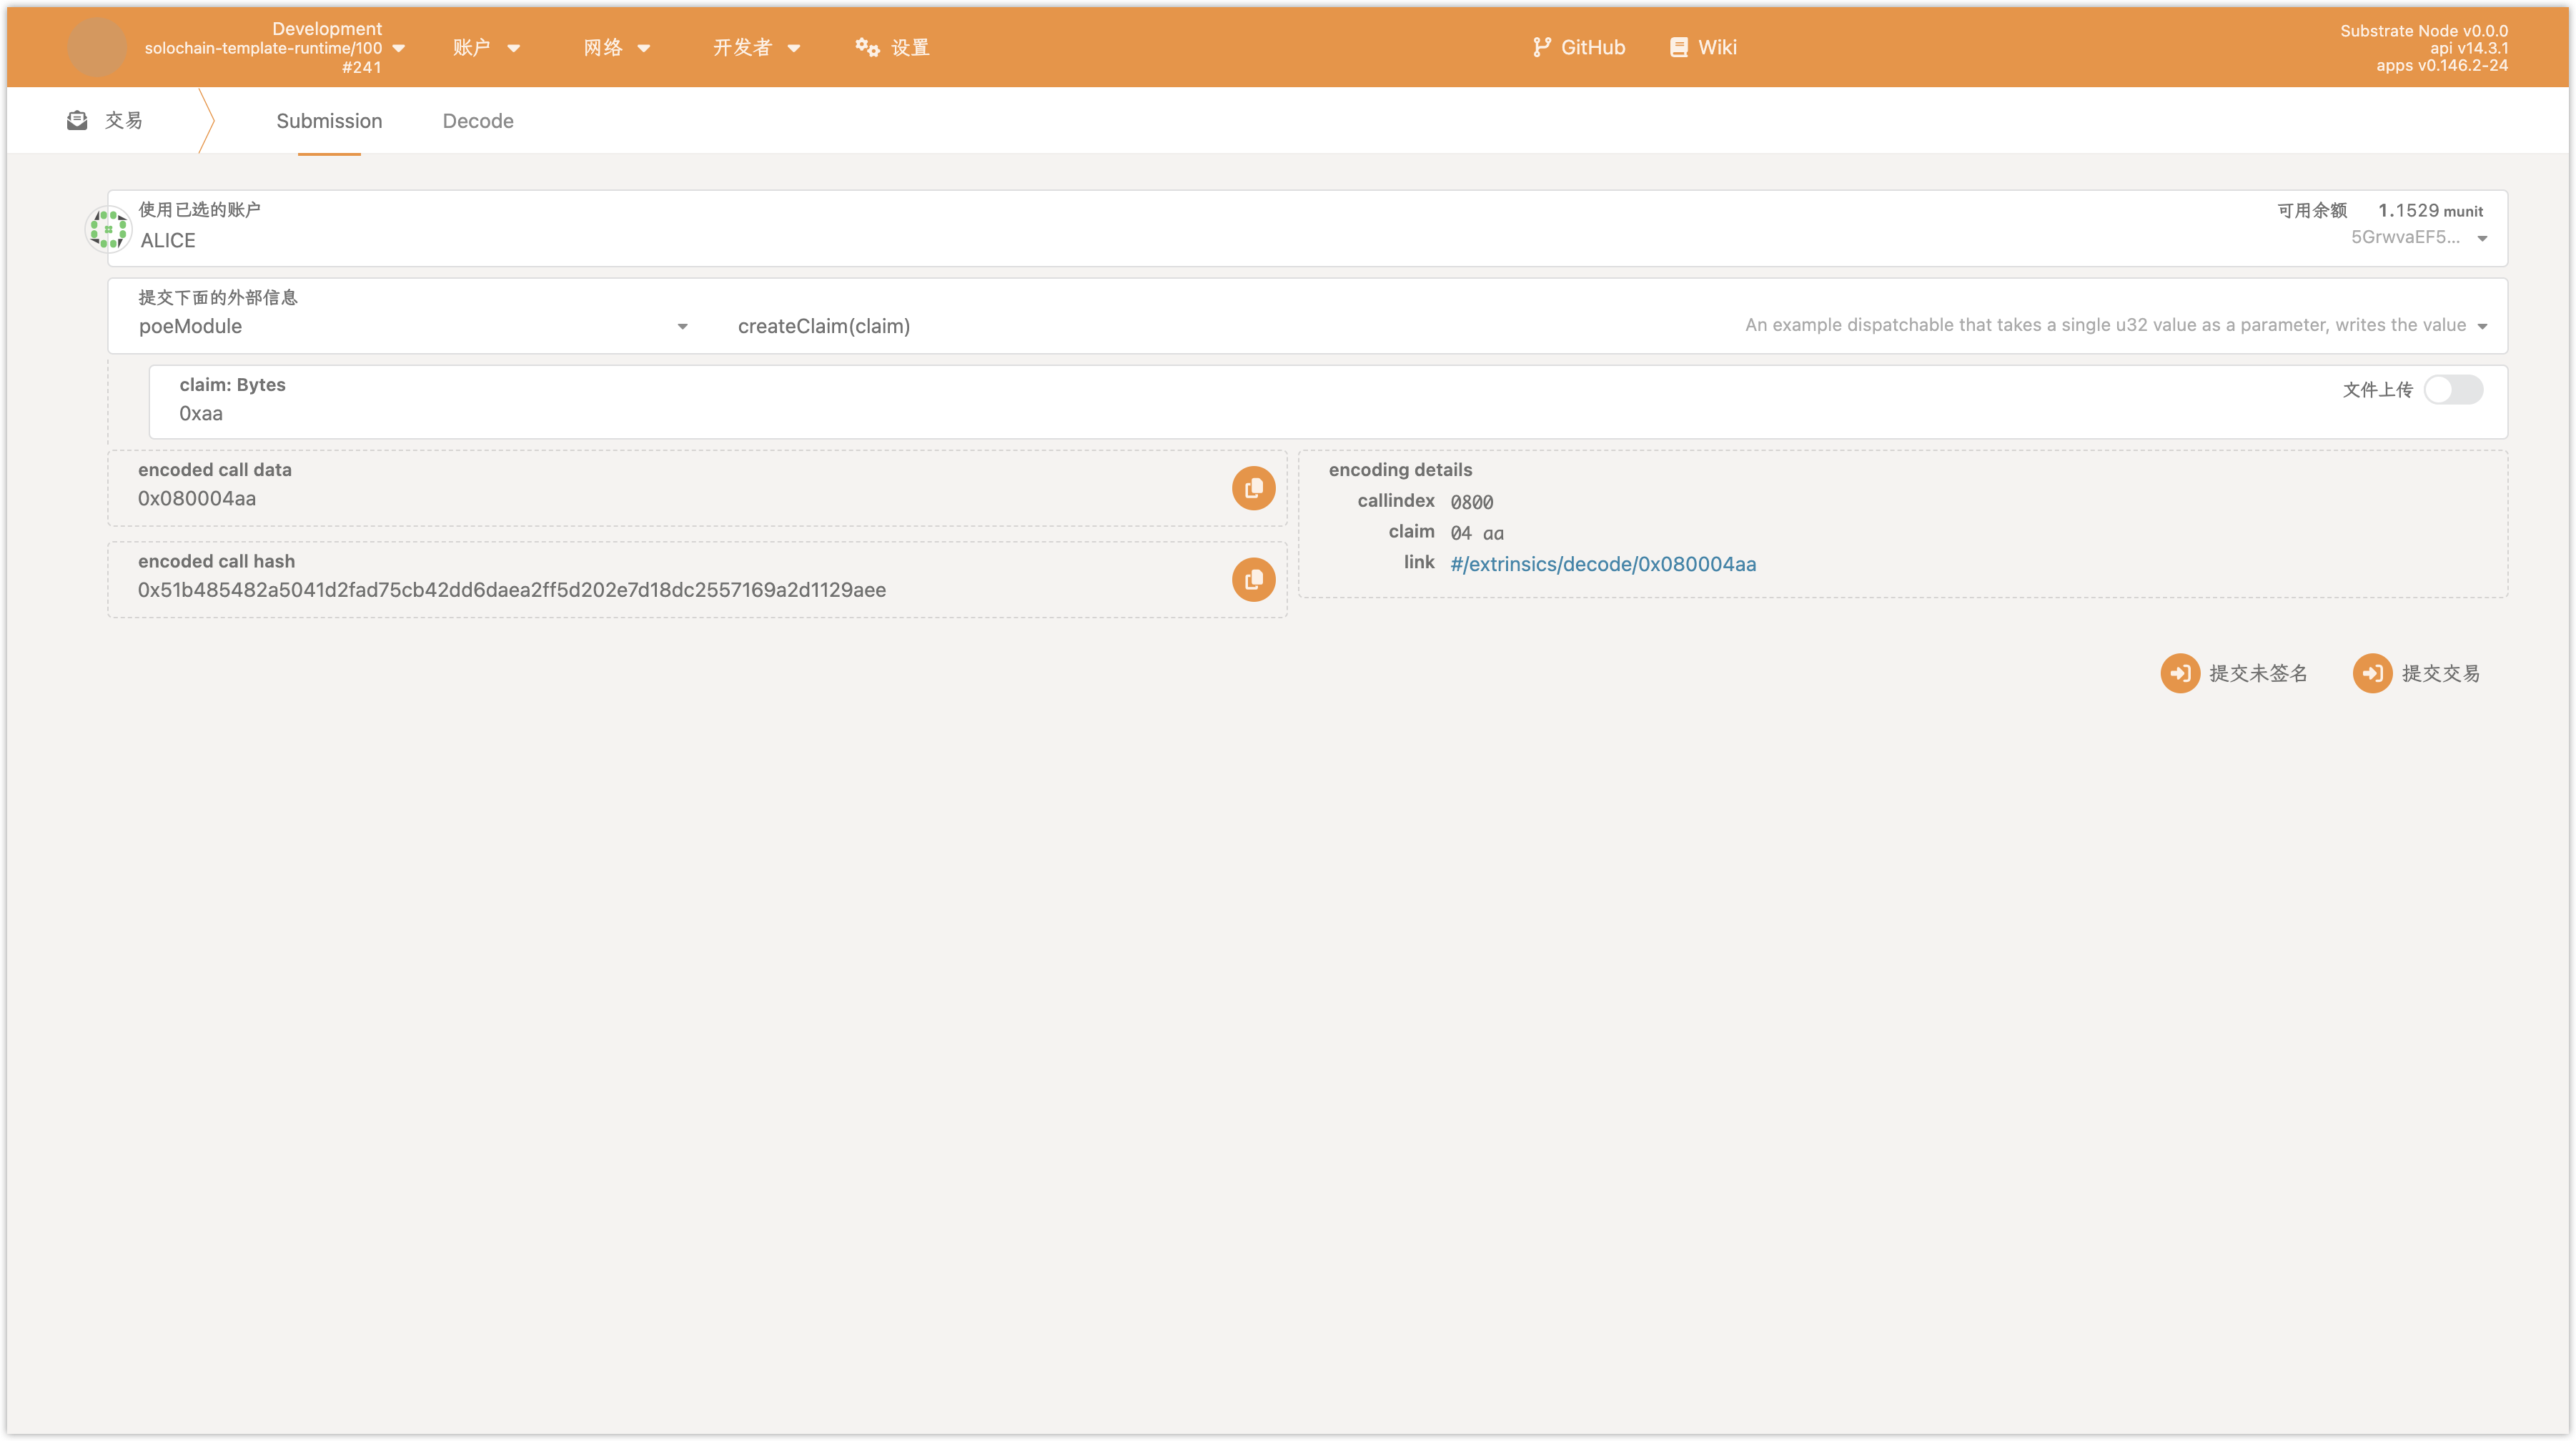 Development
solochain-template-runtime/100
#241
账户
网络
开发者
设置
GitHub
Wiki
Substrate Node v0.0.0
api v14.3.1
apps v0.146.2-24
交易
Submission
Decode
使用已选的账户
ALICE
可用余额 1.1529 munit
5GrwvaEF5...
提交下面的外部信息
poeModule
createClaim(claim)
An example dispatchable that takes a single u32 value as a parameter, writes the value
claim: Bytes
0xaa
文件上传
encoded call data
0x080004aa
encoded call hash
0x51b485482a5041d2fad75cb42dd6daea2ff5d202e7d18dc2557169a2d1129aee
encoding details
callindex 0800
claim 04 aa
link #/extrinsics/decode/0x080004aa
提交未签名
提交交易